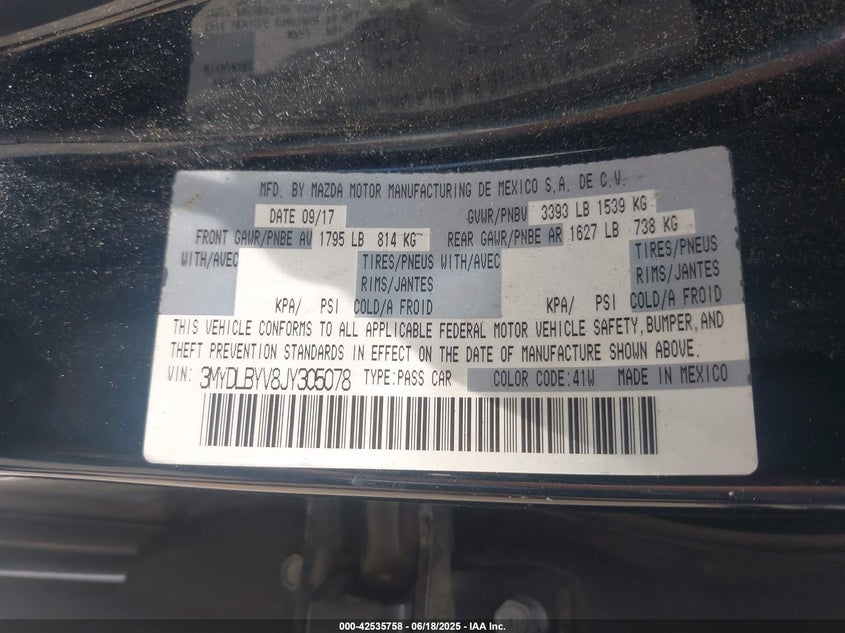 MFD. BY MAZDA MOTOR MANUFACTURING DE MEXICO S.A. DE C.V.
DATE 09/17 GVWR/PNBV 3393 LB 1539 KG
FRONT GAWR/PNBE AV 1795 LB 814 KG REAR GAWR/PNBE AR 1627 LB 738 KG
WITH/AVEC TIRES/PNEUS WITH/AVEC TIRES/PNEUS
RIMS/JANTES RIMS/JANTES
KPA/ PSI COLD/A FROID KPA/ PSI COLD/A FROID
THIS VEHICLE CONFORMS TO ALL APPLICABLE FEDERAL MOTOR VEHICLE SAFETY, BUMPER, AND
THEFT PREVENTION STANDARDS IN EFFECT ON THE DATE OF MANUFACTURE SHOWN ABOVE.
VIN: 3MYDLBYV8JY305078 TYPE:PASS CAR COLOR CODE:41W MADE IN MEXICO
000-42535758 - 06/18/2025 - IAA Inc.